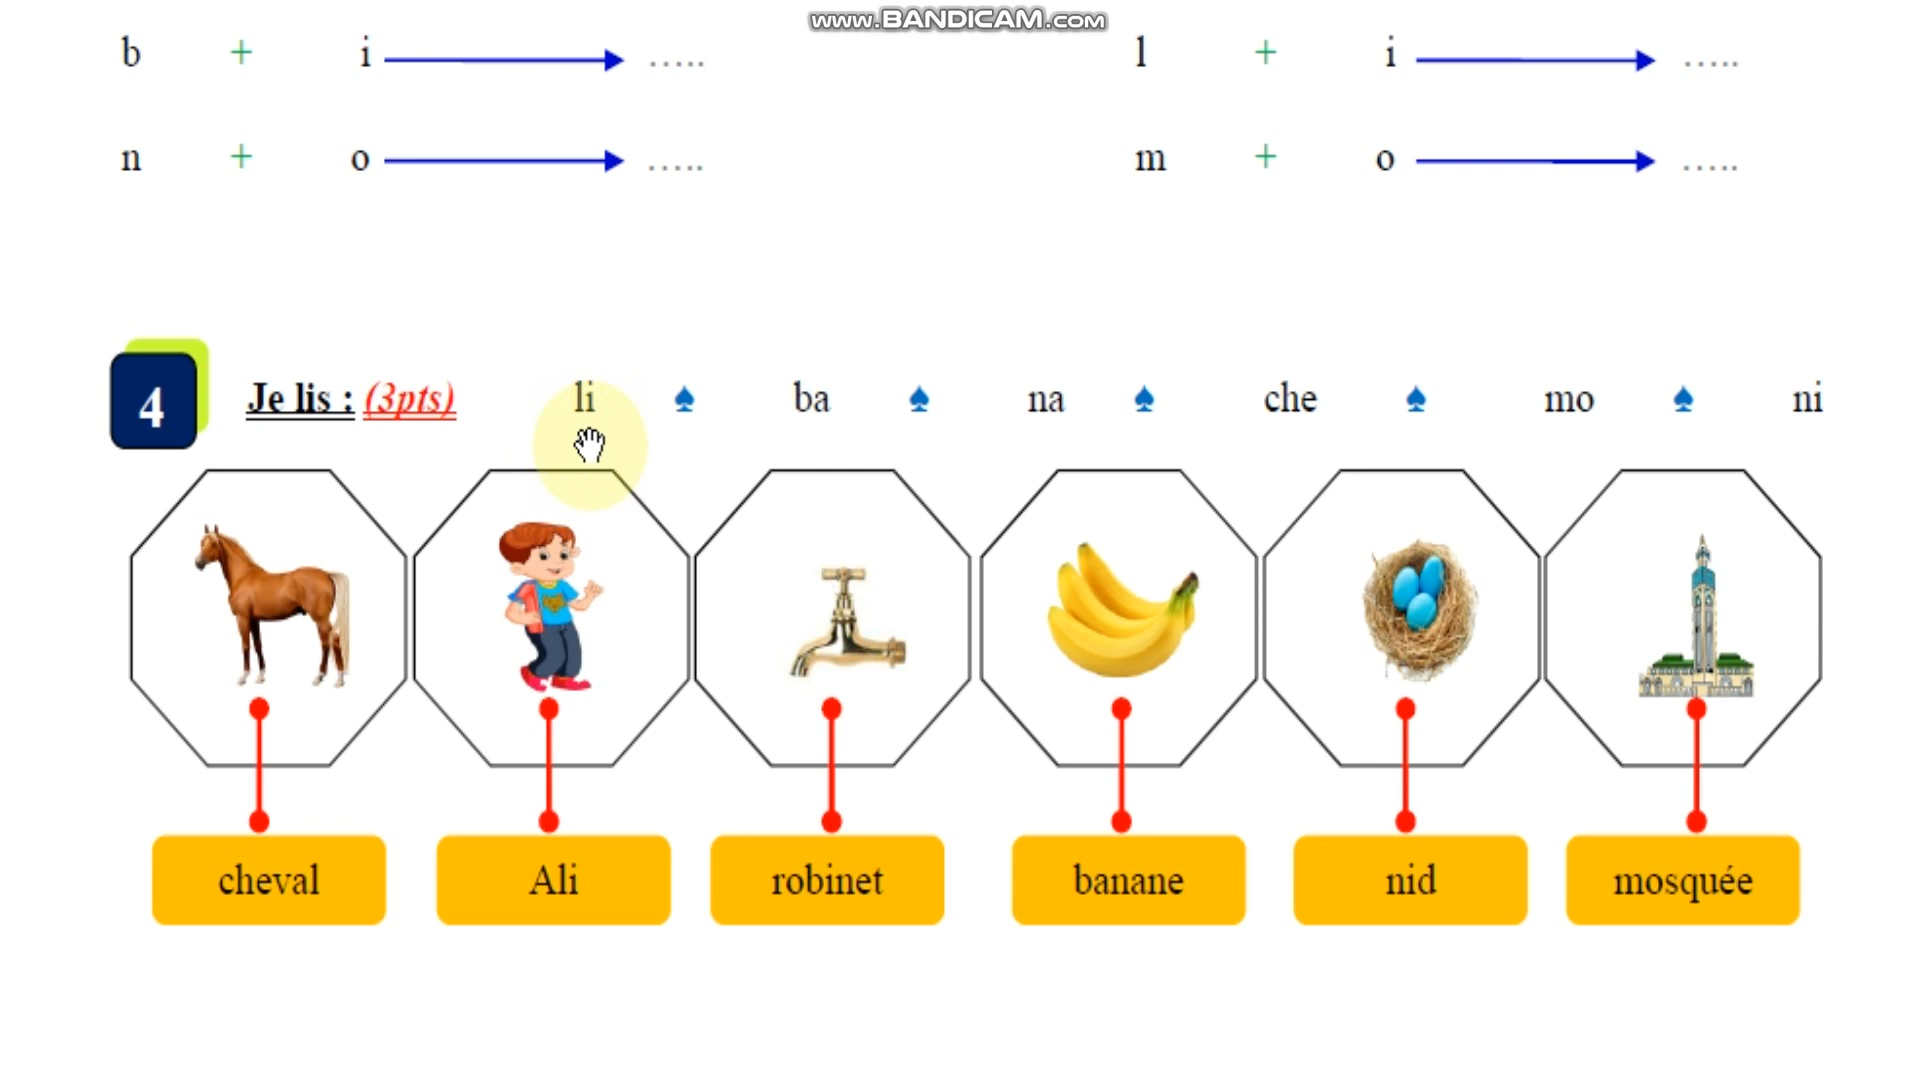 www.BANDICAM.com
b + i ..... l + i .....
n + o ..... m + o .....
4 Je lis : (3pts) li ♠ ba ♠ na ♠ che ♠ mo ♠ ni
cheval Ali robinet banane nid mosquée